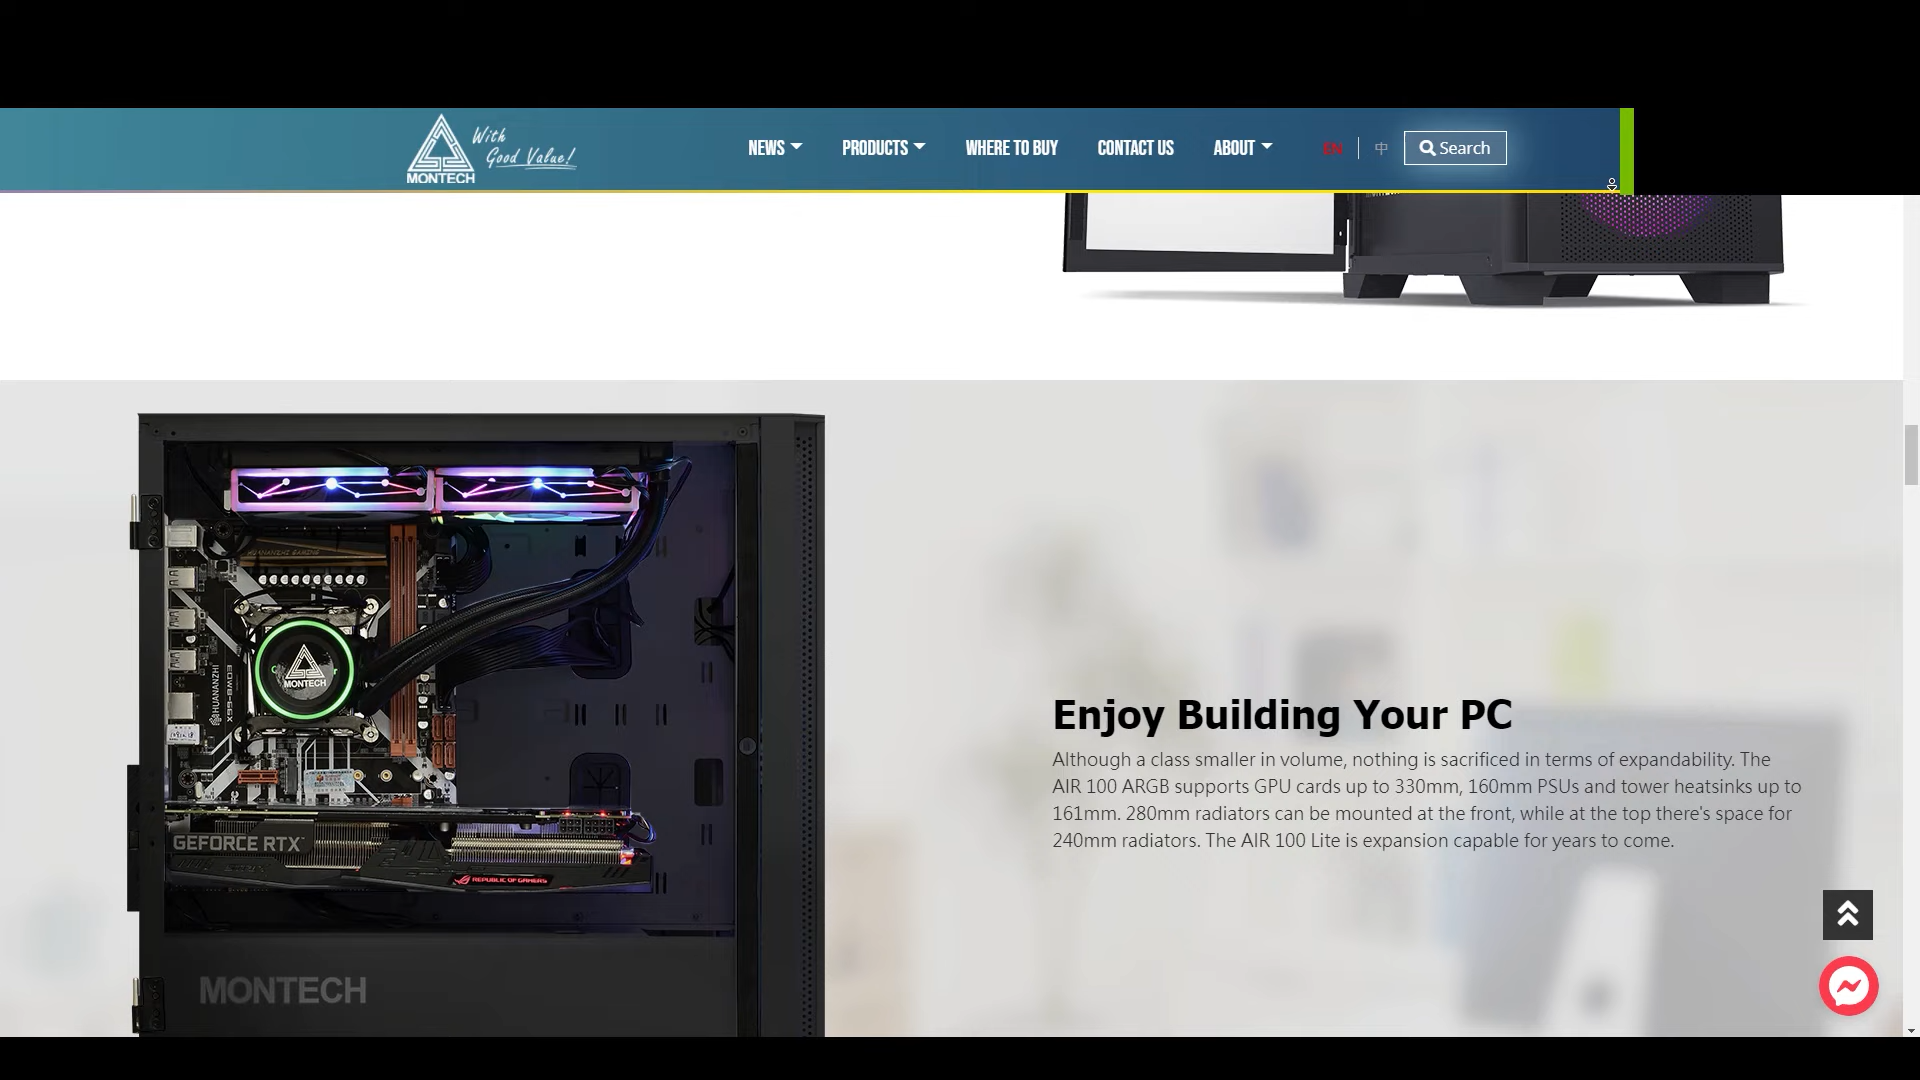 With
Good Value!
MONTECH
NEWS
PRODUCTS
WHERE TO BUY
CONTACT US
ABOUT
EN
中
Search
HUANANZHI GAMING
MONTECH
HUANANZHI
GEFORCE RTX
REPUBLIC OF GAMERS
MONTECH
Enjoy Building Your PC
Although a class smaller in volume, nothing is sacrificed in terms of expandability. The
AIR 100 ARGB supports GPU cards up to 330mm, 160mm PSUs and tower heatsinks up to
161mm. 280mm radiators can be mounted at the front, while at the top there's space for
240mm radiators. The AIR 100 Lite is expansion capable for years to come.